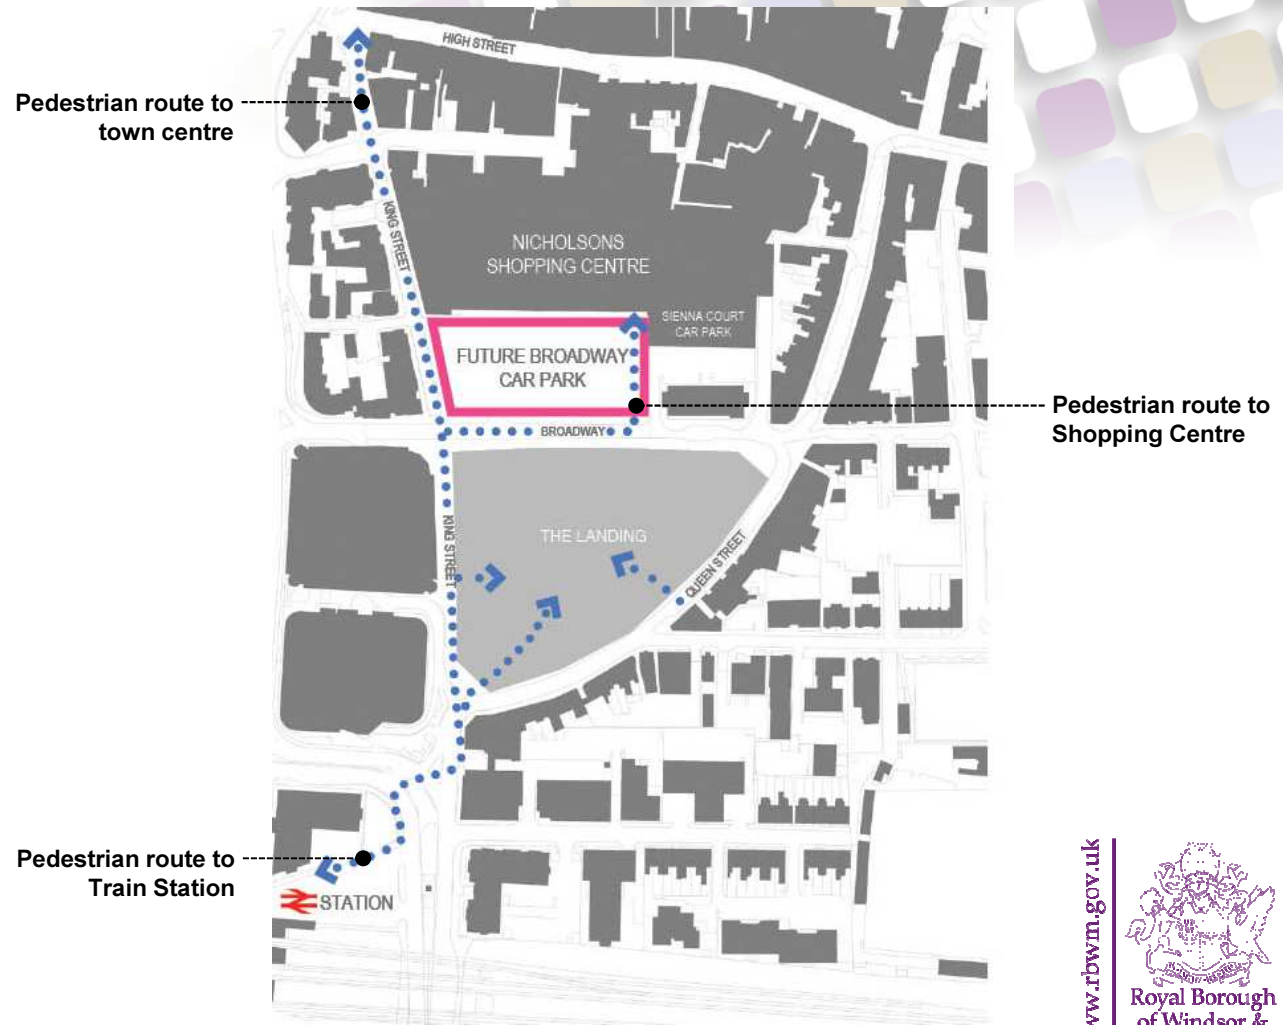 HIGH STREET
Pedestrian route to
town centre
KING STREET
NICHOLSONS
SHOPPING CENTRE
SIENNA COURT
CAR PARK
FUTURE BROADWAY
CAR PARK
Pedestrian route to
Shopping Centre
BROADWAY
KING STREET
THE LANDING
QUEEN STREET
Pedestrian route to
Train Station
STATION
www.rbwm.gov.uk
Royal Borough
of Windsor &